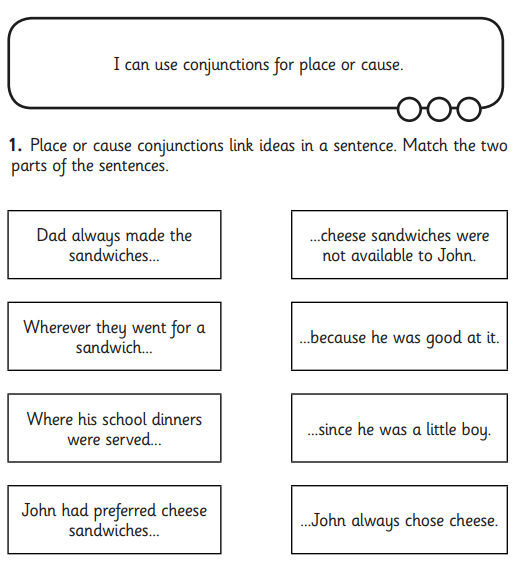 I can use conjunctions for place or cause.
1. Place or cause conjunctions link ideas in a sentence. Match the two
parts of the sentences.
Dad always made the
sandwiches...
...cheese sandwiches were
not available to John.
Wherever they went for a
sandwich...
...because he was good at it.
Where his school dinners
were served...
...since he was a little boy.
John had preferred cheese
sandwiches...
...John always chose cheese.